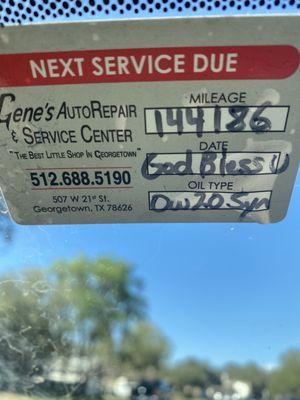 NEXT SERVICE DUE
Gene's AutoRepair
& Service Center
"The Best Little Shop In Georgetown"
512.688.5190
507 W 21st St.
Georgetown, TX 78626
MILEAGE
144186
DATE
God Bless U
OIL TYPE
Ow20 Syn